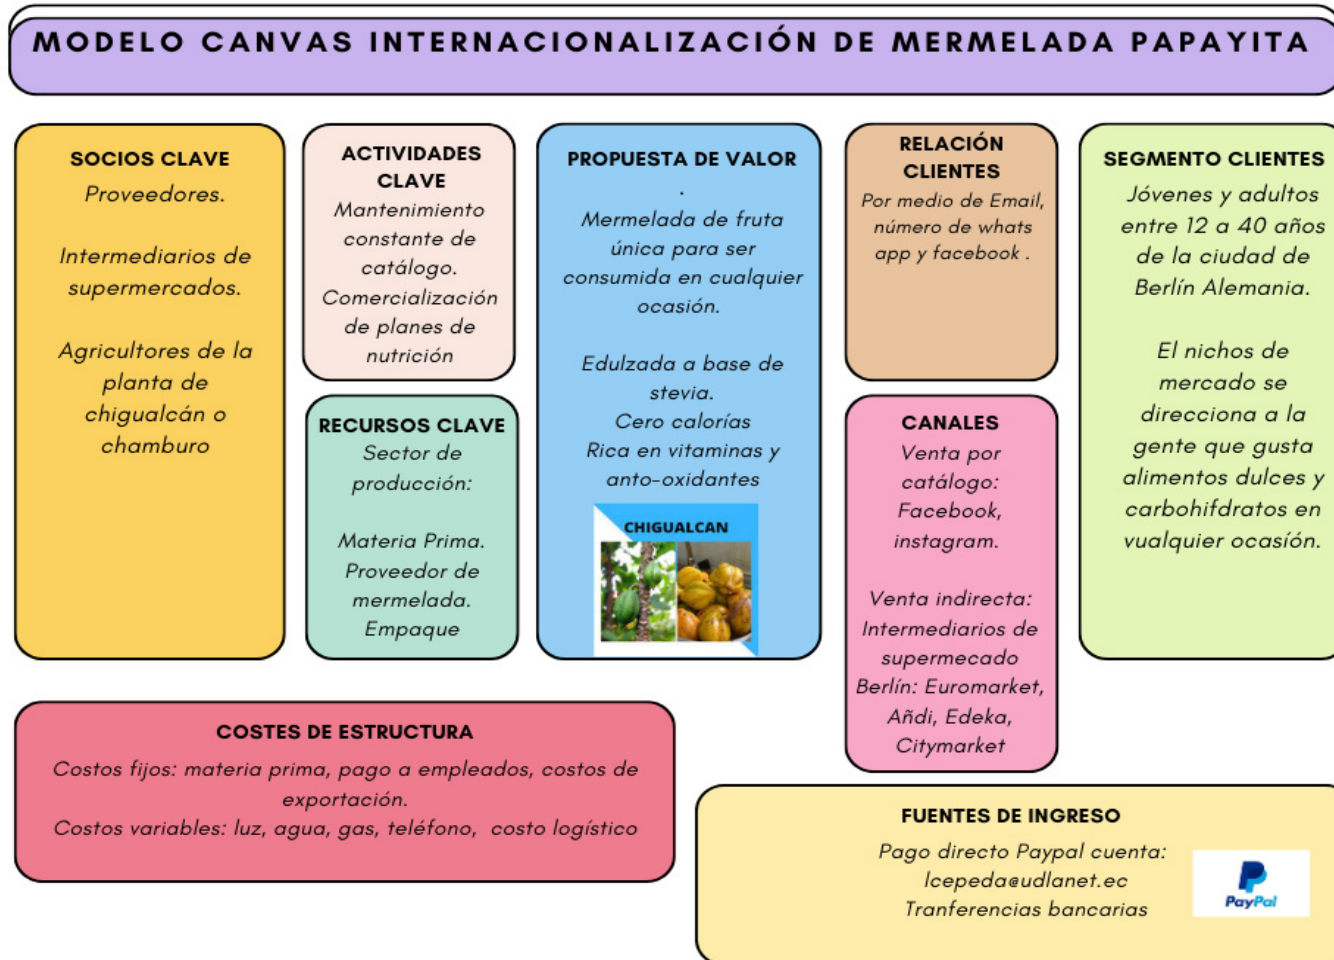 MODELO CANVAS INTERNACIONALIZACIÓN DE MERMELADA PAPAYITA
SOCIOS CLAVE
Proveedores.
Intermediarios de
supermercados.
Agricultores de la
planta de
chigualcán o
chamburo
ACTIVIDADES
CLAVE
Mantenimiento
constante de
catálogo.
Comercialización
de planes de
nutrición
RECURSOS CLAVE
Sector de
producción:
Materia Prima.
Proveedor de
mermelada.
Empaque
PROPUESTA DE VALOR
.
Mermelada de fruta
única para ser
consumida en cualquier
ocasión.
Edulzada a base de
stevia.
Cero calorías
Rica en vitaminas y
anto-oxidantes
CHIGUALCAN
RELACIÓN
CLIENTES
Por medio de Email,
número de whats
app y facebook .
CANALES
Venta por
catálogo:
Facebook,
instagram.
Venta indirecta:
Intermediarios de
supermecado
Berlín: Euromarket,
Añdi, Edeka,
Citymarket
SEGMENTO CLIENTES
Jóvenes y adultos
entre 12 a 40 años
de la ciudad de
Berlín Alemania.
El nichos de
mercado se
direcciona a la
gente que gusta
alimentos dulces y
carbohifdratos en
vualquier ocasión.
COSTES DE ESTRUCTURA
Costos fijos: materia prima, pago a empleados, costos de
exportación.
Costos variables: luz, agua, gas, teléfono, costo logístico
FUENTES DE INGRESO
Pago directo Paypal cuenta:
lcepeda@udlanet.ec
Tranferencias bancarias
PayPal